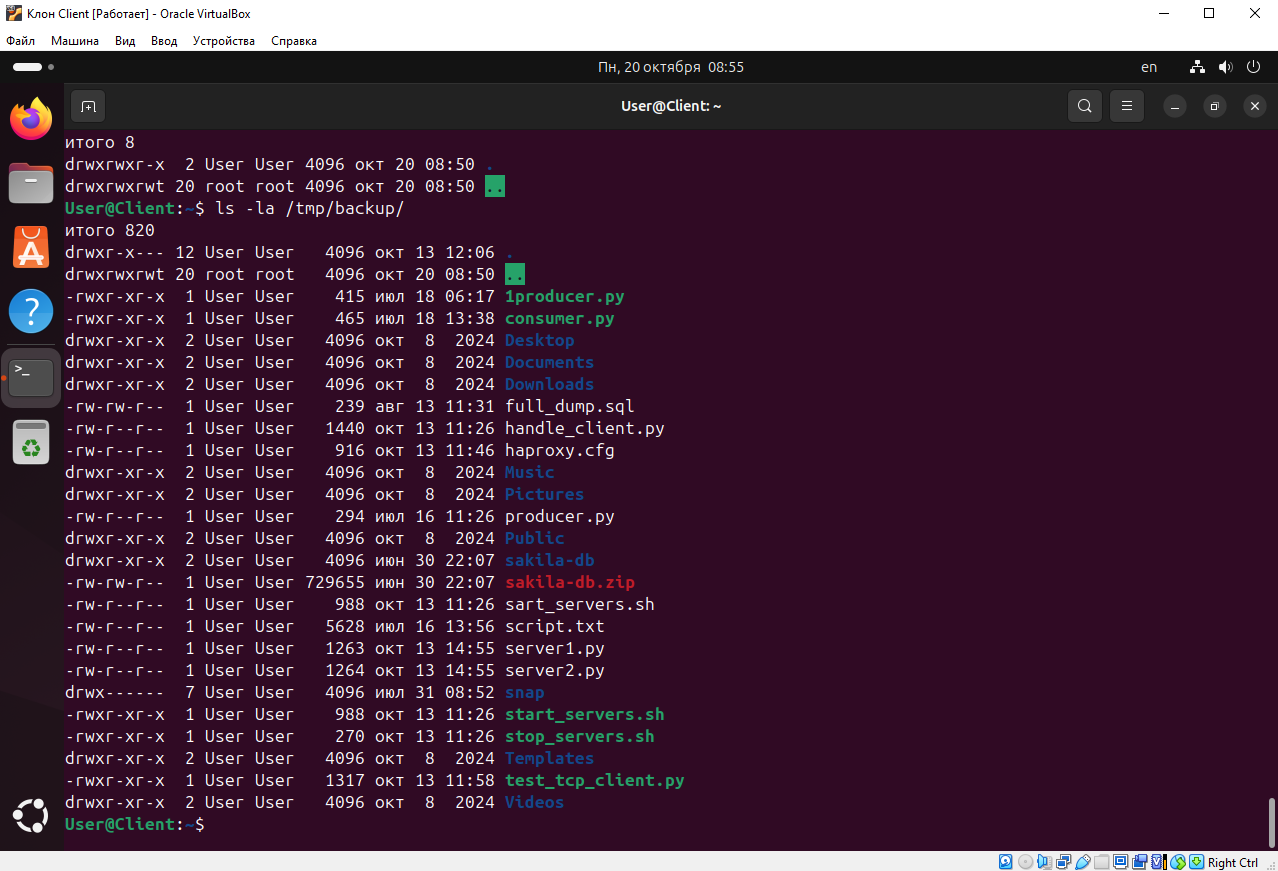 Клон Client [Работает] - Oracle VirtualBox
Файл Машина Вид Ввод Устройства Справка
Пн, 20 октября 08:55
en
User@Client: ~
итого 8
drwxrwxr-x  2 User User 4096 окт 20 08:50 .
drwxrwxrwt 20 root root 4096 окт 20 08:50 ..
User@Client:~$ ls -la /tmp/backup/
итого 820
drwxr-x--- 12 User User   4096 окт 13 12:06 .
drwxrwxrwt 20 root root   4096 окт 20 08:50 ..
-rwxr-xr-x  1 User User    415 июл 18 06:17 1producer.py
-rwxr-xr-x  1 User User    465 июл 18 13:38 consumer.py
drwxr-xr-x  2 User User   4096 окт  8  2024 Desktop
drwxr-xr-x  2 User User   4096 окт  8  2024 Documents
drwxr-xr-x  2 User User   4096 окт  8  2024 Downloads
-rw-rw-r--  1 User User    239 авг 13 11:31 full_dump.sql
-rw-r--r--  1 User User   1440 окт 13 11:26 handle_client.py
-rw-r--r--  1 User User    916 окт 13 11:46 haproxy.cfg
drwxr-xr-x  2 User User   4096 окт  8  2024 Music
drwxr-xr-x  2 User User   4096 окт  8  2024 Pictures
-rw-r--r--  1 User User    294 июл 16 11:26 producer.py
drwxr-xr-x  2 User User   4096 окт  8  2024 Public
drwxr-xr-x  2 User User   4096 июн 30 22:07 sakila-db
-rw-rw-r--  1 User User 729655 июн 30 22:07 sakila-db.zip
-rw-r--r--  1 User User    988 окт 13 11:26 sart_servers.sh
-rw-r--r--  1 User User   5628 июл 16 13:56 script.txt
-rw-r--r--  1 User User   1263 окт 13 14:55 server1.py
-rw-r--r--  1 User User   1264 окт 13 14:55 server2.py
drwx------  7 User User   4096 июл 31 08:52 snap
-rwxr-xr-x  1 User User    988 окт 13 11:26 start_servers.sh
-rwxr-xr-x  1 User User    270 окт 13 11:26 stop_servers.sh
drwxr-xr-x  2 User User   4096 окт  8  2024 Templates
-rwxr-xr-x  1 User User   1317 окт 13 11:58 test_tcp_client.py
drwxr-xr-x  2 User User   4096 окт  8  2024 Videos
User@Client:~$
Right Ctrl